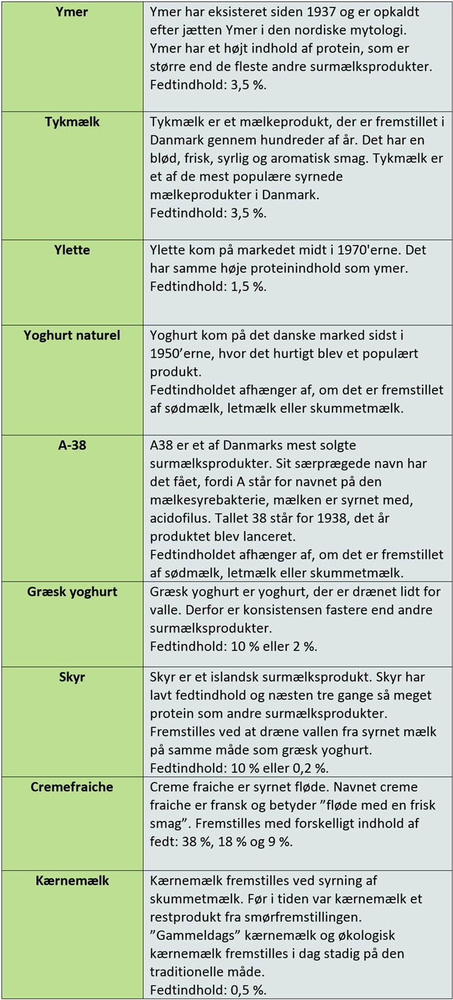 Ymer
Ymer har eksisteret siden 1937 og er opkaldt
efter jætten Ymer i den nordiske mytologi.
Ymer har et højt indhold af protein, som er
større end de fleste andre surmælksprodukter.
Fedtindhold: 3,5 %.
Tykmælk
Tykmælk er et mælkeprodukt, der er fremstillet i
Danmark gennem hundreder af år. Det har en
blød, frisk, syrlig og aromatisk smag. Tykmælk er
et af de mest populære syrnede
mælkeprodukter i Danmark.
Fedtindhold: 3,5 %.
Ylette
Ylette kom på markedet midt i 1970'erne. Det
har samme høje proteinindhold som ymer.
Fedtindhold: 1,5 %.
Yoghurt naturel
Yoghurt kom på det danske marked sidst i
1950’erne, hvor det hurtigt blev et populært
produkt.
Fedtindholdet afhænger af, om det er fremstillet
af sødmælk, letmælk eller skummetmælk.
A-38
A38 er et af Danmarks mest solgte
surmælksprodukter. Sit særprægede navn har
det fået, fordi A står for navnet på den
mælkesyrebakterie, mælken er syrnet med,
acidofilus. Tallet 38 står for 1938, det år
produktet blev lanceret.
Fedtindholdet afhænger af, om det er fremstillet
af sødmælk, letmælk eller skummetmælk.
Græsk yoghurt
Græsk yoghurt er yoghurt, der er drænet lidt for
valle. Derfor er konsistensen fastere end andre
surmælksprodukter.
Fedtindhold: 10 % eller 2 %.
Skyr
Skyr er et islandsk surmælksprodukt. Skyr har
lavt fedtindhold og næsten tre gange så meget
protein som andre surmælksprodukter.
Fremstilles ved at dræne vallen fra syrnet mælk
på samme måde som græsk yoghurt.
Fedtindhold: 10 % eller 0,2 %.
Cremefraiche
Creme fraiche er syrnet fløde. Navnet creme
fraiche er fransk og betyder ”fløde med en frisk
smag”. Fremstilles med forskelligt indhold af
fedt: 38 %, 18 % og 9 %.
Kærnemælk
Kærnemælk fremstilles ved syrning af
skummetmælk. Før i tiden var kærnemælk et
restprodukt fra smørfremstillingen.
”Gammeldags” kærnemælk og økologisk
kærnemælk fremstilles i dag stadig på den
traditionelle måde.
Fedtindhold: 0,5 %.